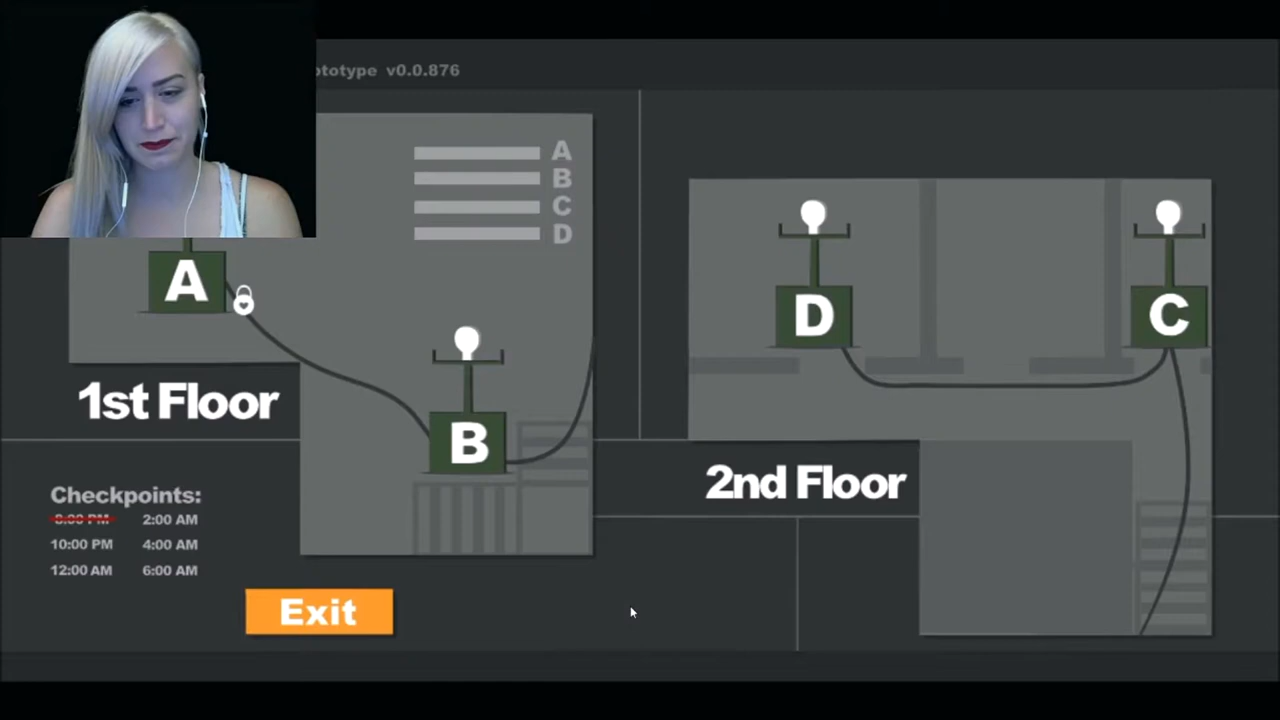 ototype v0.0.876
A
B
C
D
A
B
D
C
1st Floor
2nd Floor
Checkpoints:
8:00 PM 2:00 AM
10:00 PM 4:00 AM
12:00 AM 6:00 AM
Exit